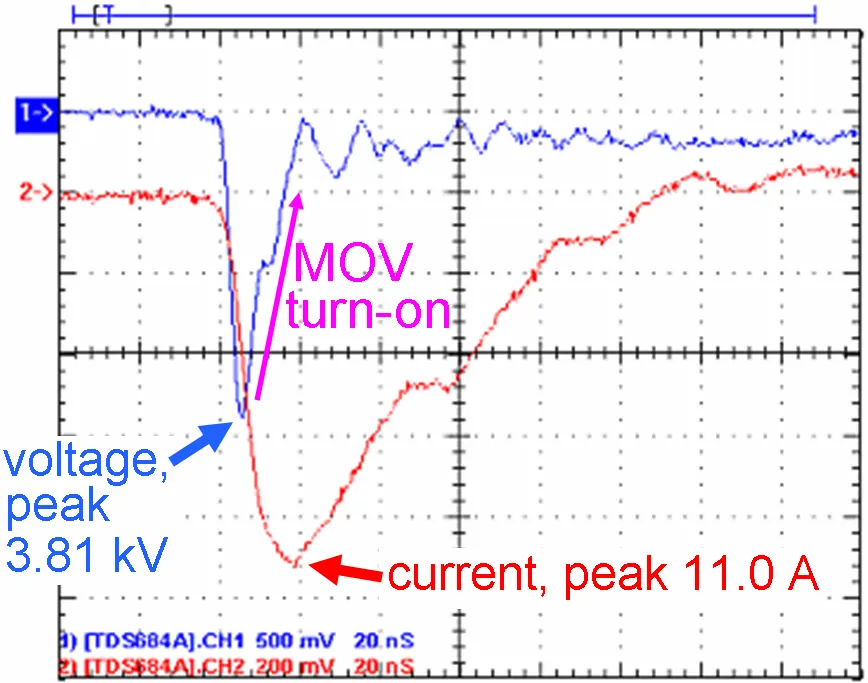 T
1->
2->
MOV
turn-on
voltage,
peak
3.81 kV
current, peak 11.0 A
1) [TDS684A].CH1 500 mV 20 nS
2) [TDS684A].CH2 200 mV 20 nS